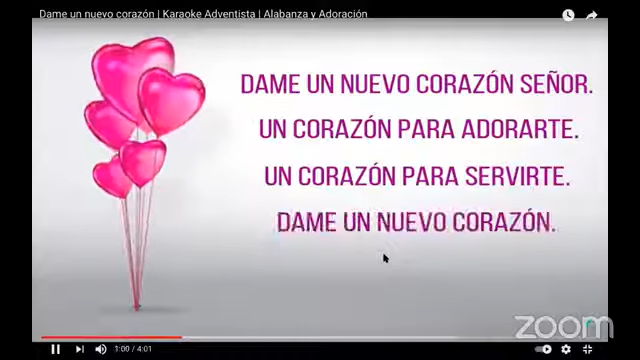 Dame un nuevo corazón | Karaoke Adventista | Alabanza y Adoración
DAME UN NUEVO CORAZÓN SEÑOR.
UN CORAZÓN PARA ADORARTE.
UN CORAZÓN PARA SERVIRTE.
DAME UN NUEVO CORAZÓN.
1:00 / 4:01
zoom